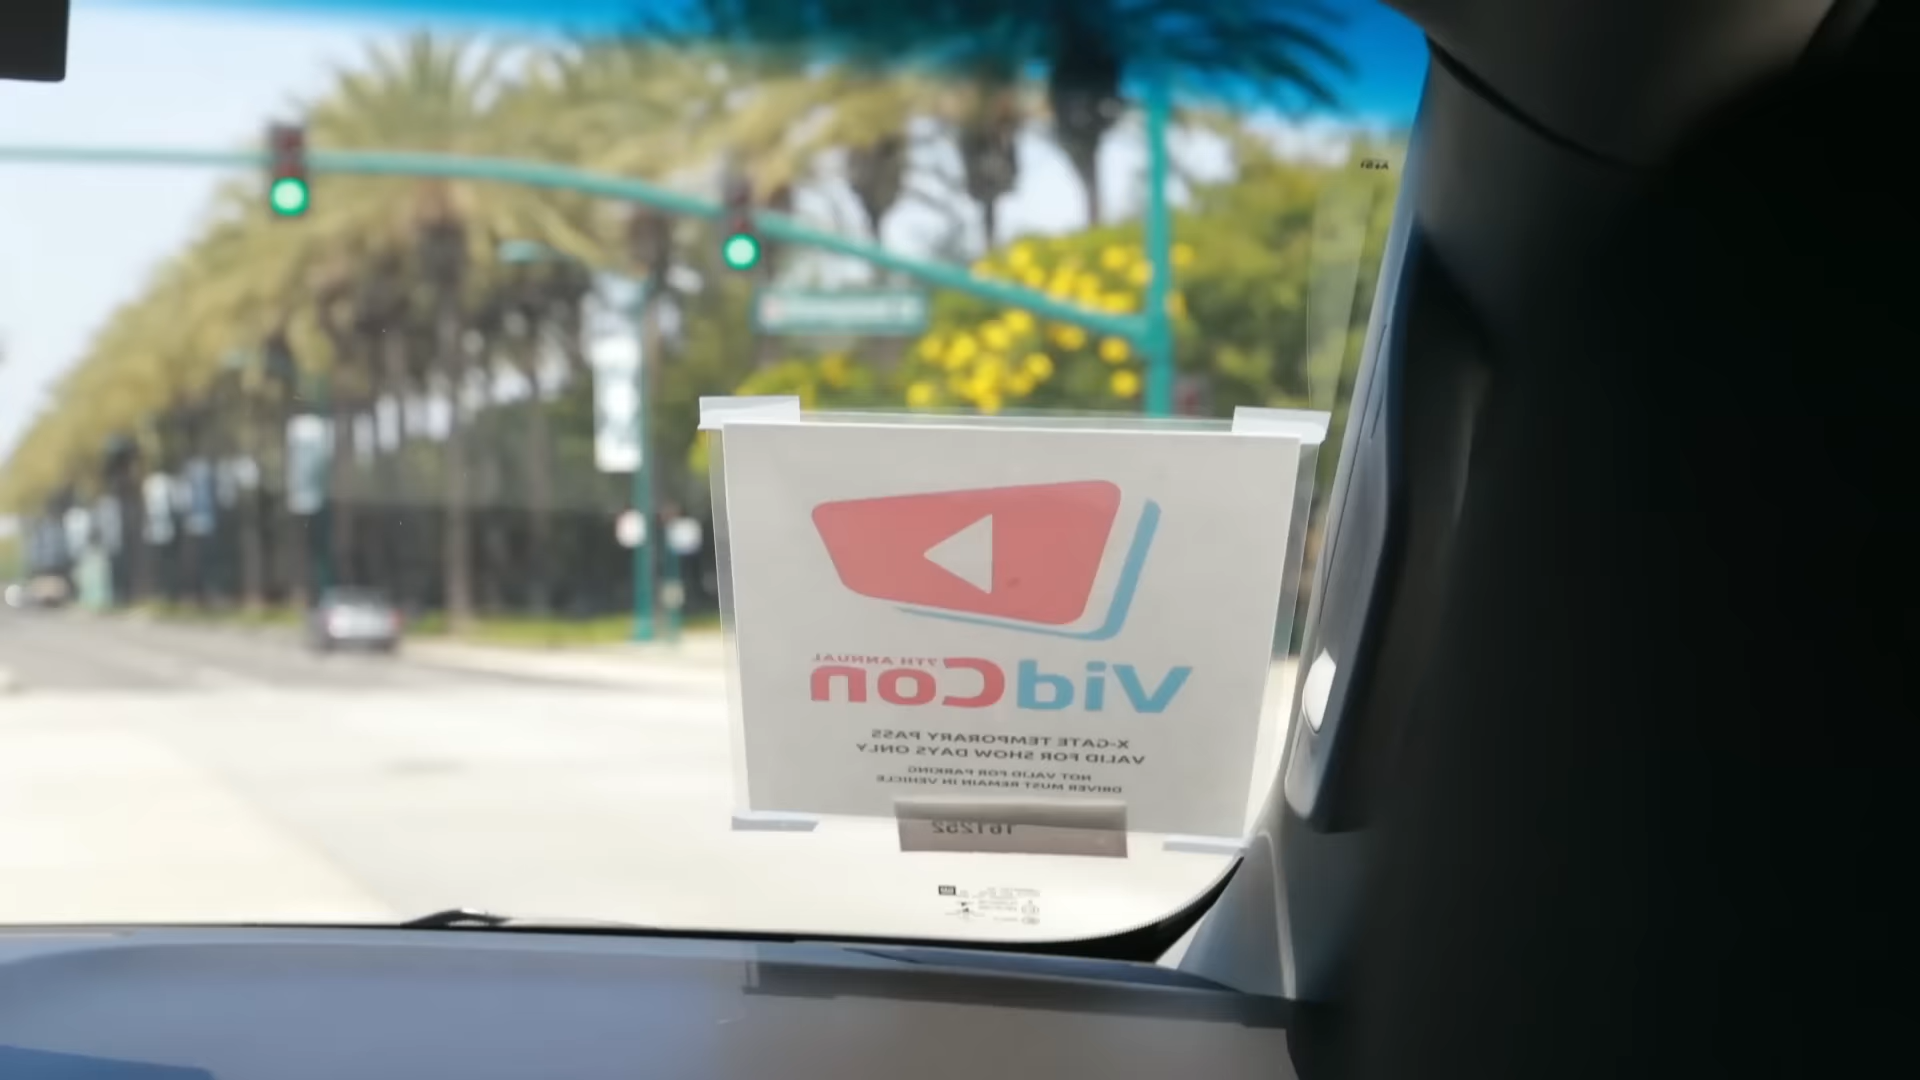 7TH ANNUAL
VidCon
X-GATE TEMPORARY PASS
VALID FOR SHOW DAYS ONLY
NOT VALID FOR PARKING
DRIVER MUST REMAIN IN VEHICLE
161252